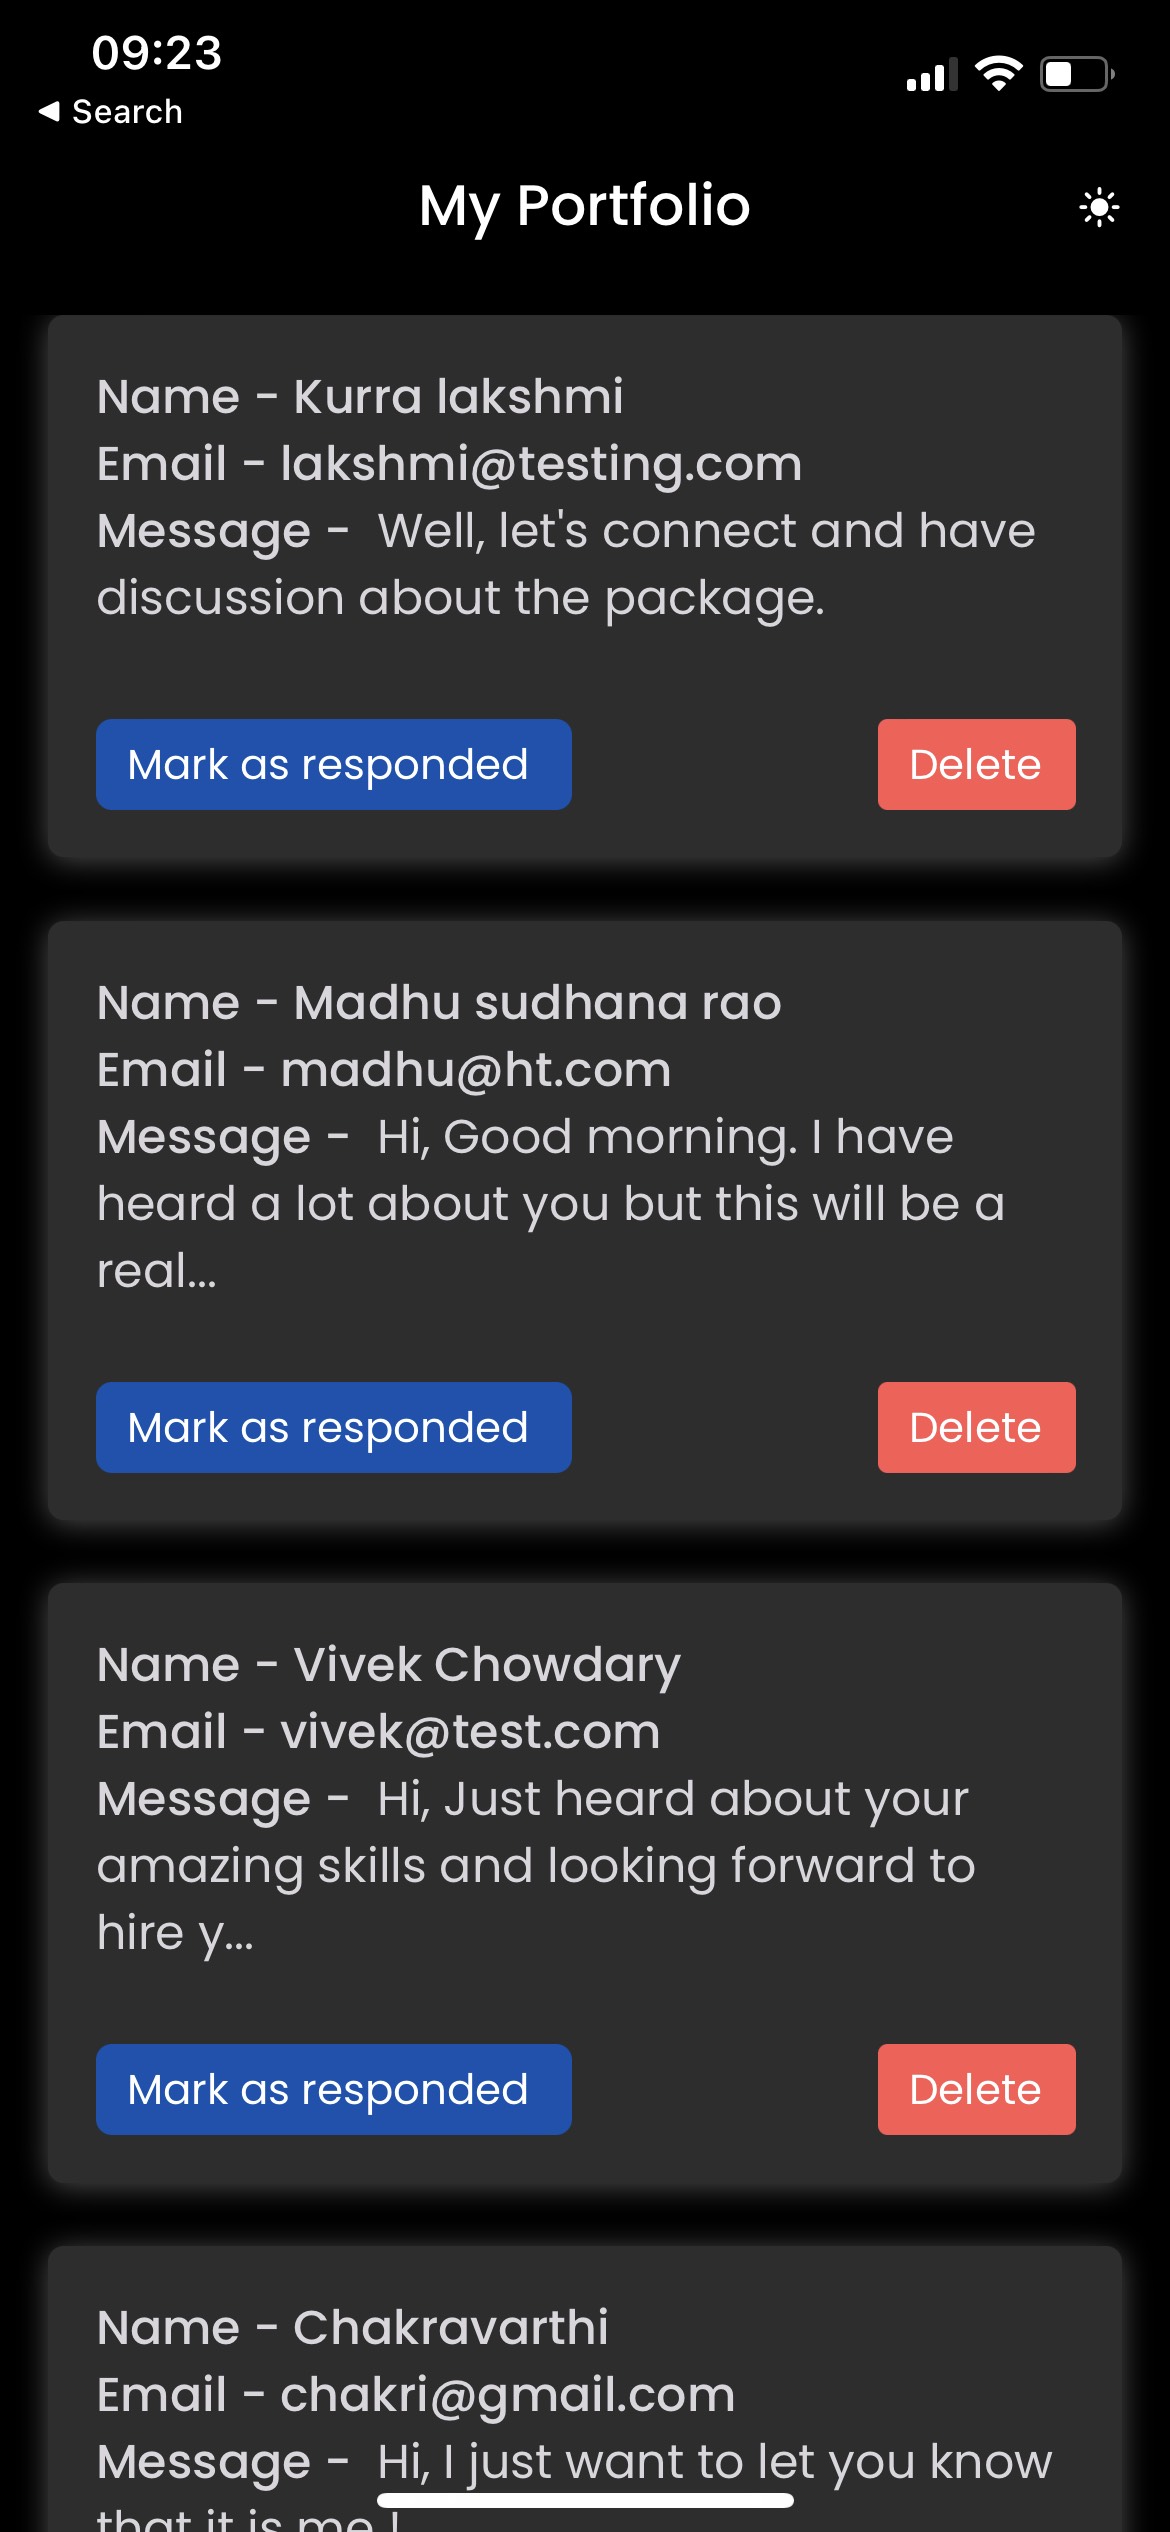 09:23
Search
My Portfolio
Name - Kurra lakshmi
Email - lakshmi@testing.com
Message - Well, let's connect and have
discussion about the package.
Mark as responded Delete
Name - Madhu sudhana rao
Email - madhu@ht.com
Message - Hi, Good morning. I have
heard a lot about you but this will be a
real...
Mark as responded Delete
Name - Vivek Chowdary
Email - vivek@test.com
Message - Hi, Just heard about your
amazing skills and looking forward to
hire y...
Mark as responded Delete
Name - Chakravarthi
Email - chakri@gmail.com
Message - Hi, I just want to let you know
that it is me !